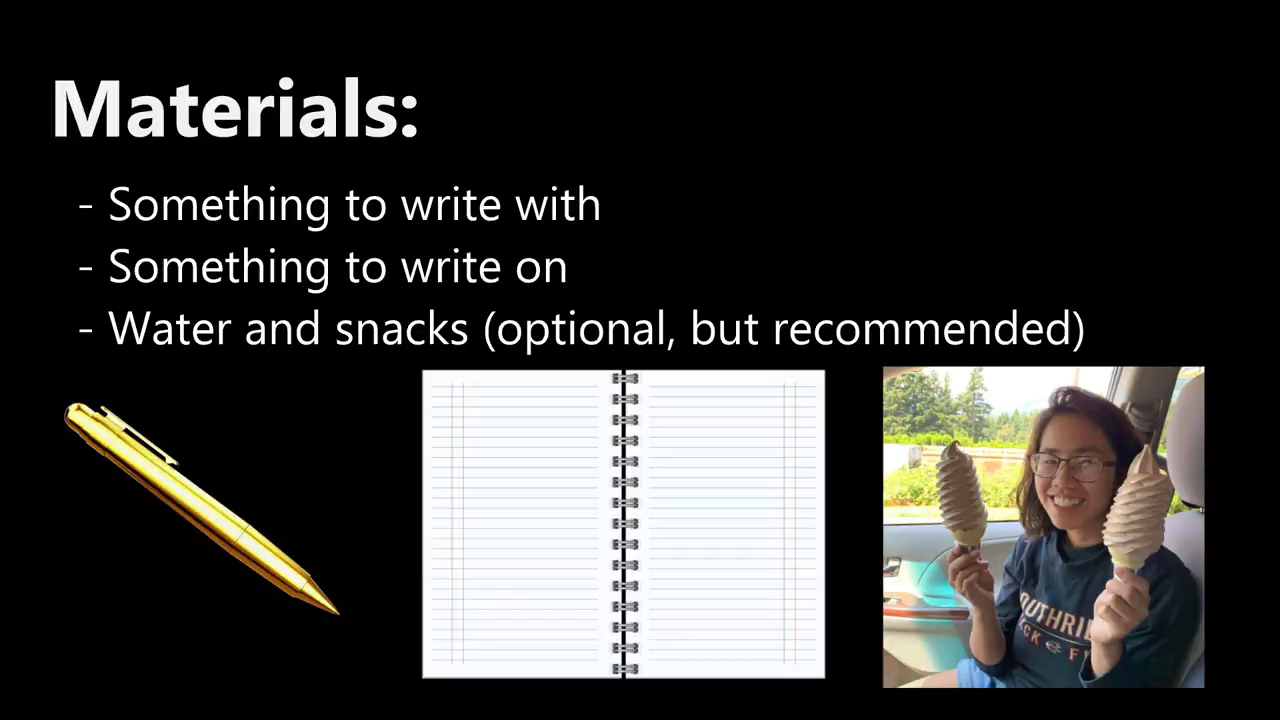 Materials:
- Something to write with
- Something to write on
- Water and snacks (optional, but recommended)